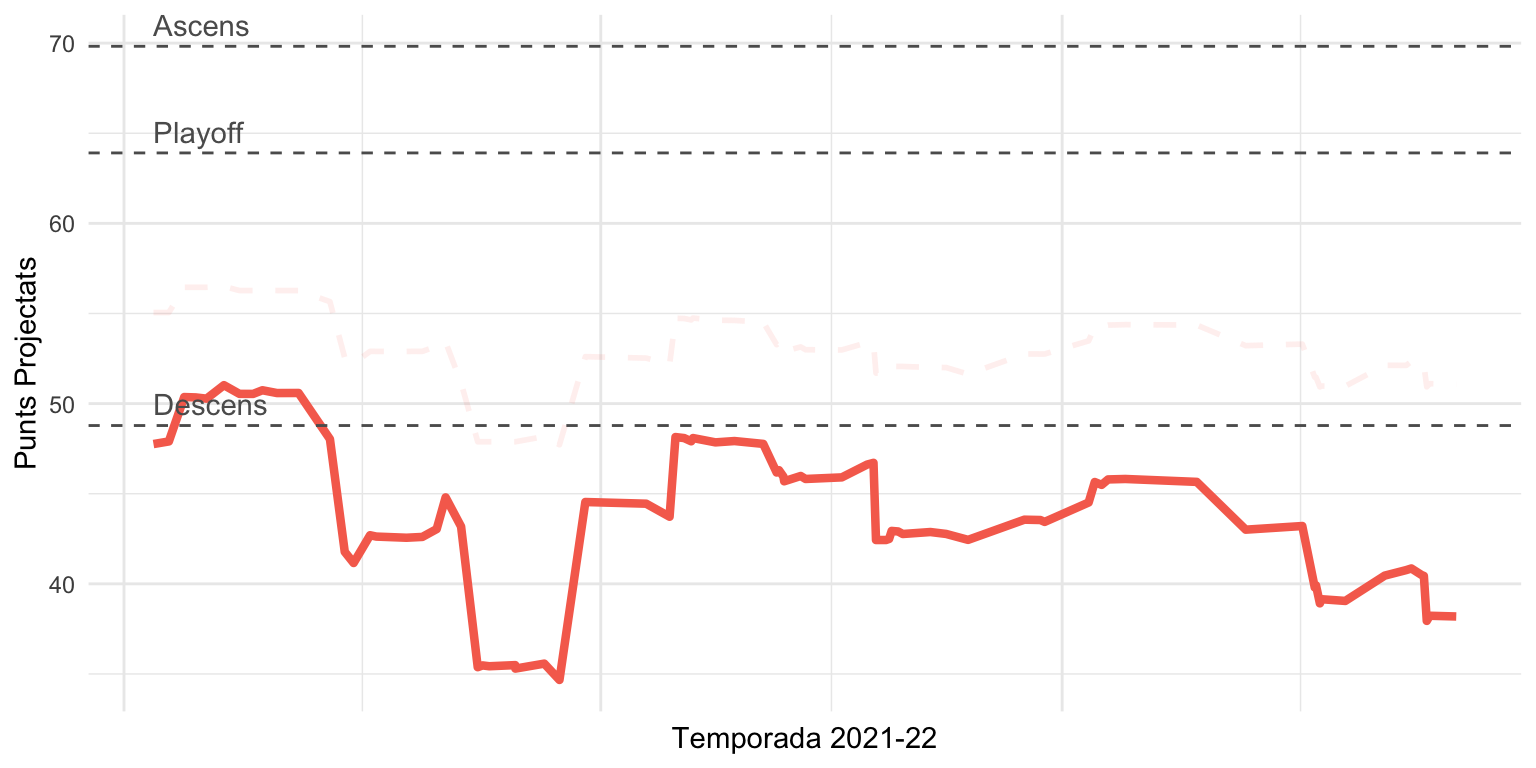 Ascens
70
Playoff
60
Punts Projectats
50
Descens
40
Temporada 2021-22